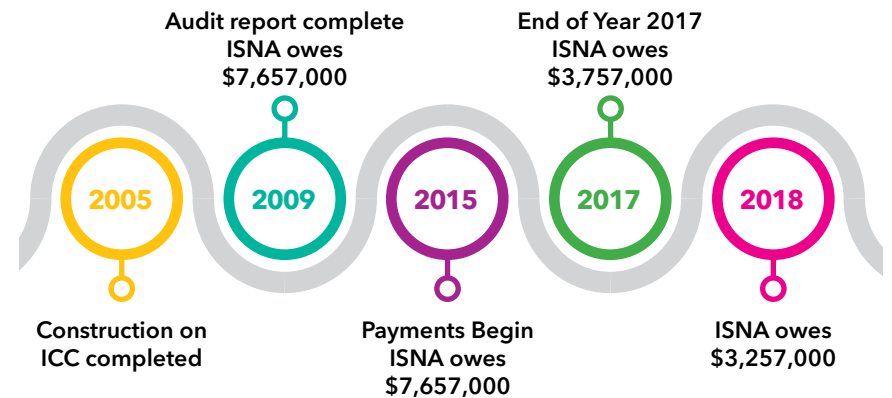 Audit report complete
ISNA owes
$7,657,000
End of Year 2017
ISNA owes
$3,757,000
2005
2009
2015
2017
2018
Construction on
ICC completed
Payments Begin
ISNA owes
$7,657,000
ISNA owes
$3,257,000